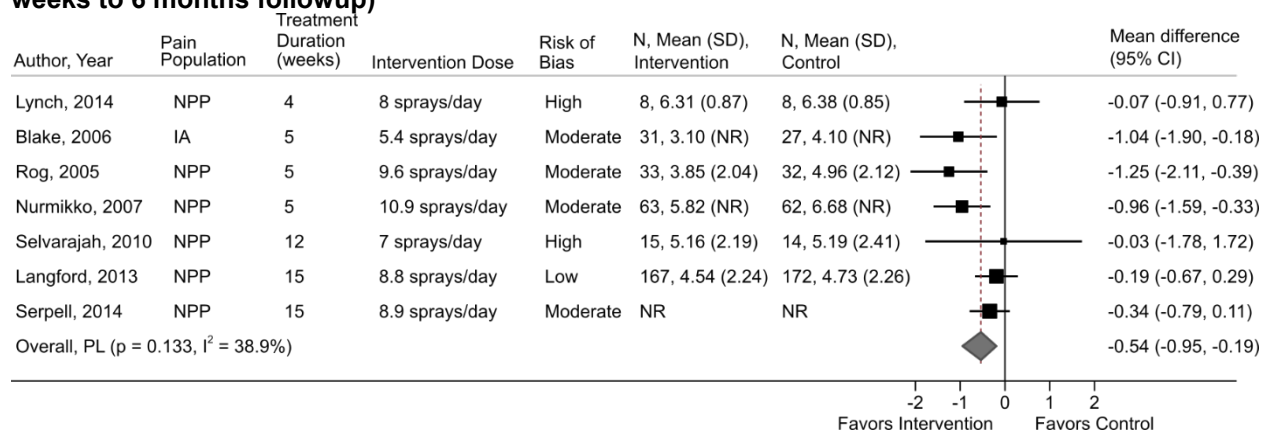 weeks to 6 months followup)
Author, Year Pain Population Treatment Duration (weeks) Intervention Dose Risk of Bias N, Mean (SD), Intervention N, Mean (SD), Control Mean difference (95% CI)
Lynch, 2014 NPP 4 8 sprays/day High 8, 6.31 (0.87) 8, 6.38 (0.85) -0.07 (-0.91, 0.77)
Blake, 2006 IA 5 5.4 sprays/day Moderate 31, 3.10 (NR) 27, 4.10 (NR) -1.04 (-1.90, -0.18)
Rog, 2005 NPP 5 9.6 sprays/day Moderate 33, 3.85 (2.04) 32, 4.96 (2.12) -1.25 (-2.11, -0.39)
Nurmikko, 2007 NPP 5 10.9 sprays/day Moderate 63, 5.82 (NR) 62, 6.68 (NR) -0.96 (-1.59, -0.33)
Selvarajah, 2010 NPP 12 7 sprays/day High 15, 5.16 (2.19) 14, 5.19 (2.41) -0.03 (-1.78, 1.72)
Langford, 2013 NPP 15 8.8 sprays/day Low 167, 4.54 (2.24) 172, 4.73 (2.26) -0.19 (-0.67, 0.29)
Serpell, 2014 NPP 15 8.9 sprays/day Moderate NR NR -0.34 (-0.79, 0.11)
Overall, PL (p = 0.133, I² = 38.9%) -0.54 (-0.95, -0.19)
-2 -1 0 1 2
Favors Intervention Favors Control